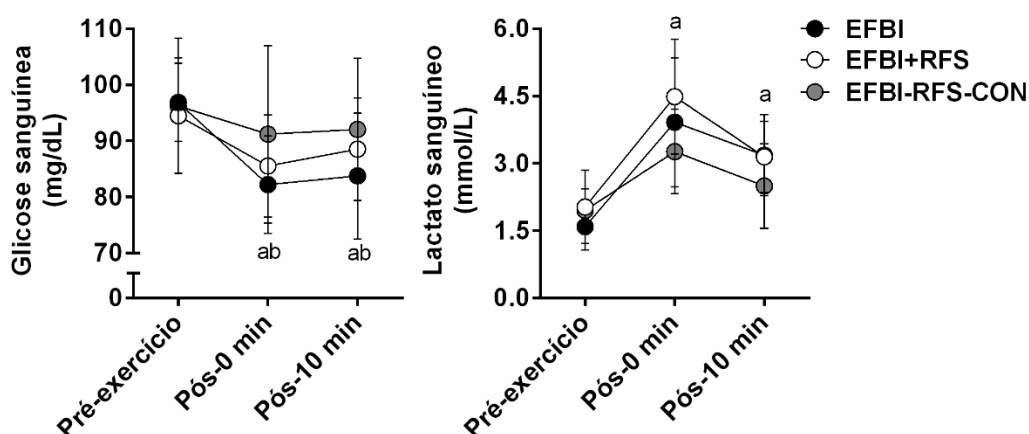 Glicose sanguínea
(mg/dL)
110
100
90
80
70
0
ab
ab
Pré-exercício
Pós-0 min
Pós-10 min
Lactato sanguíneo
(mmol/L)
6.0
4.5
3.0
1.5
0.0
a
a
Pré-exercício
Pós-0 min
Pós-10 min
EFBI
EFBI+RFS
EFBI-RFS-CON